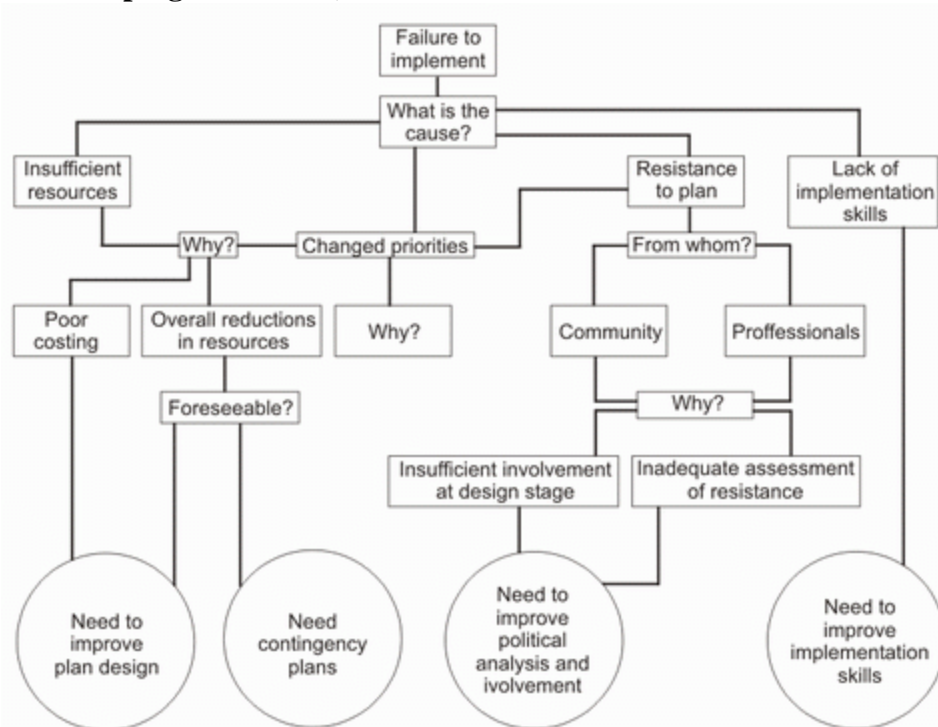 Failure to
implement
What is the
cause?
Insufficient
resources
Resistance
to plan
Lack of
implementation
skills
Why?
Changed priorities
From whom?
Poor
costing
Overall reductions
in resources
Why?
Community
Proffessionals
Foreseeable?
Why?
Insufficient involvement
at design stage
Inadequate assessment
of resistance
Need to
improve
plan design
Need
contingency
plans
Need to
improve
political
analysis and
ivolvement
Need to
improve
implementation
skills